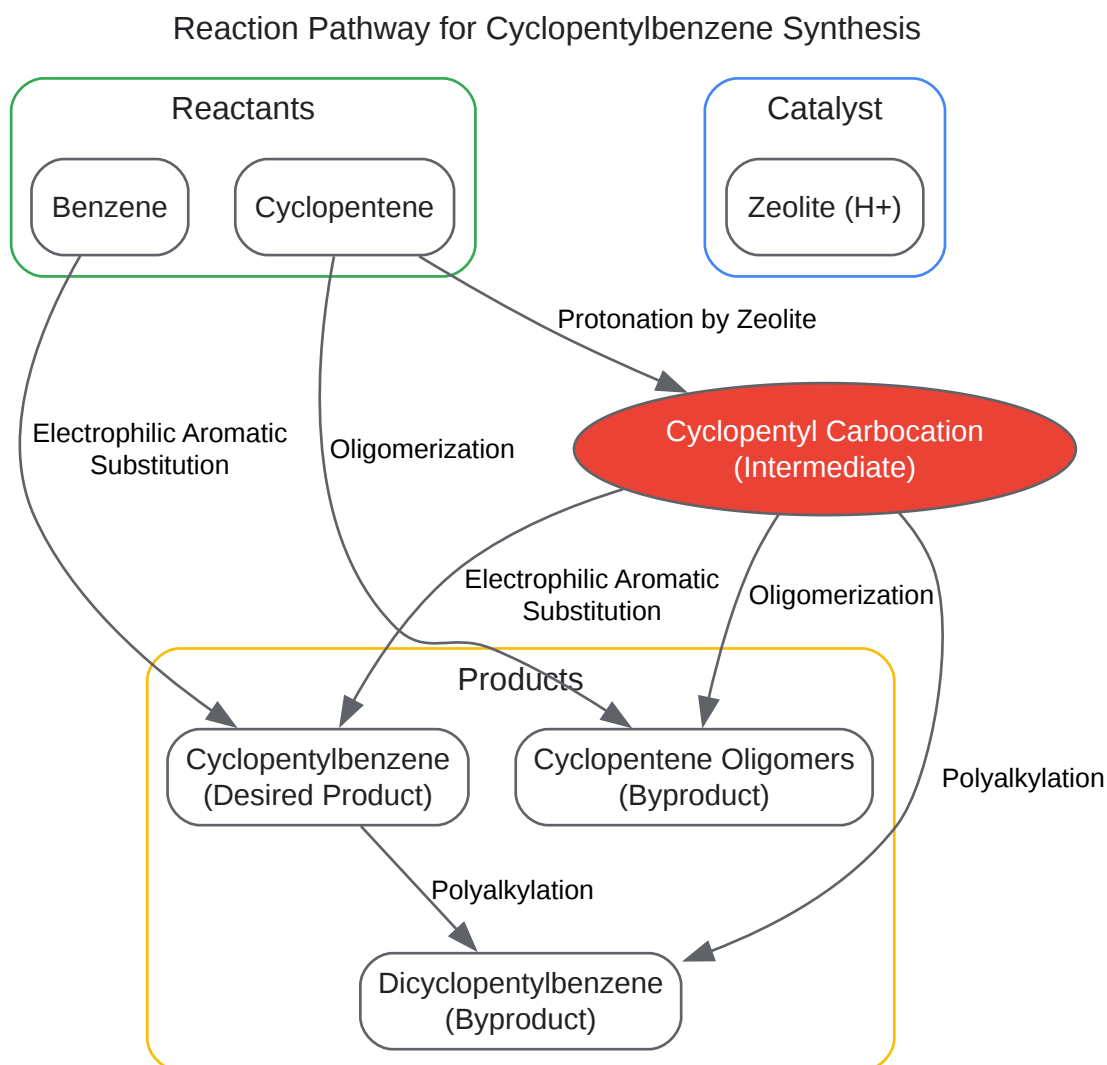 Reaction Pathway for Cyclopentylbenzene Synthesis
Reactants
Catalyst
Benzene
Cyclopentene
Zeolite (H+)
Protonation by Zeolite
Electrophilic Aromatic
Substitution
Oligomerization
Cyclopentyl Carbocation
(Intermediate)
Electrophilic Aromatic
Substitution
Oligomerization
Products
Cyclopentylbenzene
(Desired Product)
Cyclopentene Oligomers
(Byproduct)
Polyalkylation
Polyalkylation
Dicyclopentylbenzene
(Byproduct)